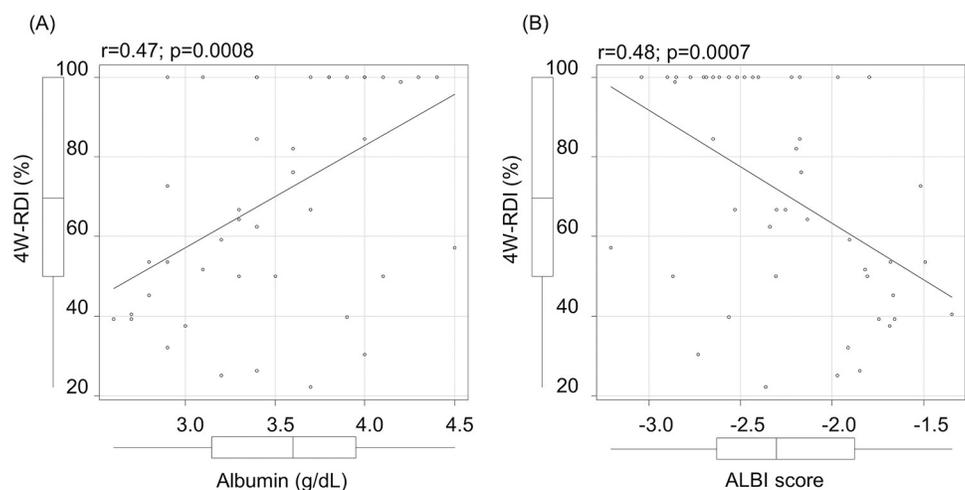 (A)
r=0.47; p=0.0008
100
80
60
40
20
4W-RDI (%)
3.0 3.5 4.0 4.5
Albumin (g/dL)
(B)
r=0.48; p=0.0007
100
80
60
40
20
4W-RDI (%)
-3.0 -2.5 -2.0 -1.5
ALBI score